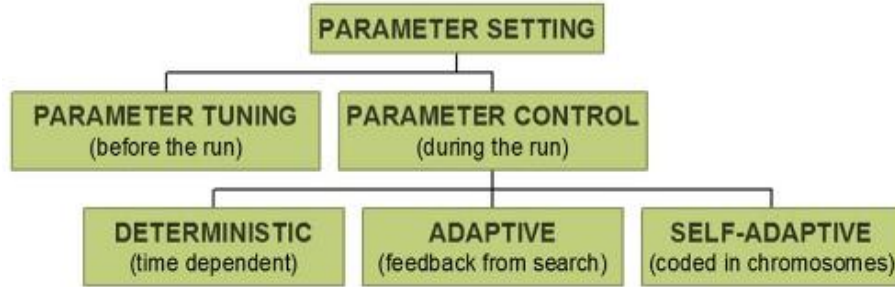 PARAMETER SETTING
PARAMETER TUNING
(before the run)
PARAMETER CONTROL
(during the run)
DETERMINISTIC
(time dependent)
ADAPTIVE
(feedback from search)
SELF-ADAPTIVE
(coded in chromosomes)